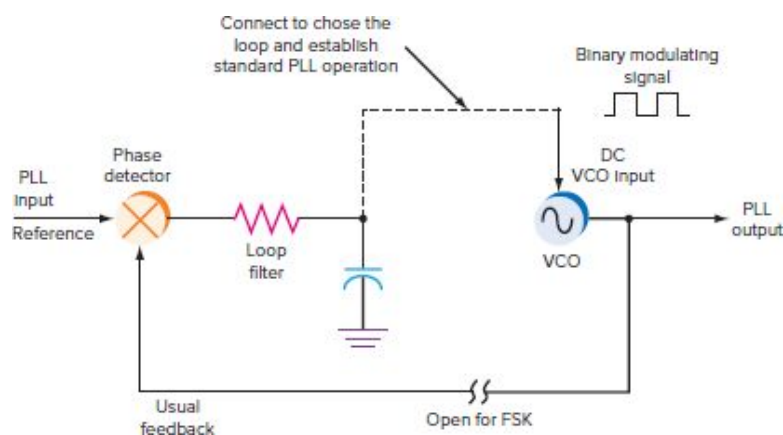 Connect to chose the
loop and establish
standard PLL operation
Binary modulating
signal
Phase
detector
DC
VCO input
PLL
input
Reference
PLL
output
Loop
filter
VCO
Usual
feedback
Open for FSK